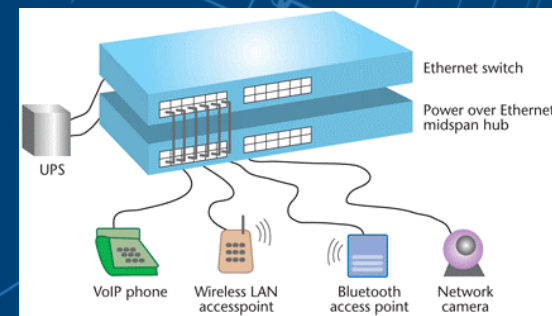 Ethernet switch
Power over Ethernet
midspan hub
UPS
VoIP phone
Wireless LAN
accesspoint
Bluetooth
access point
Network
camera